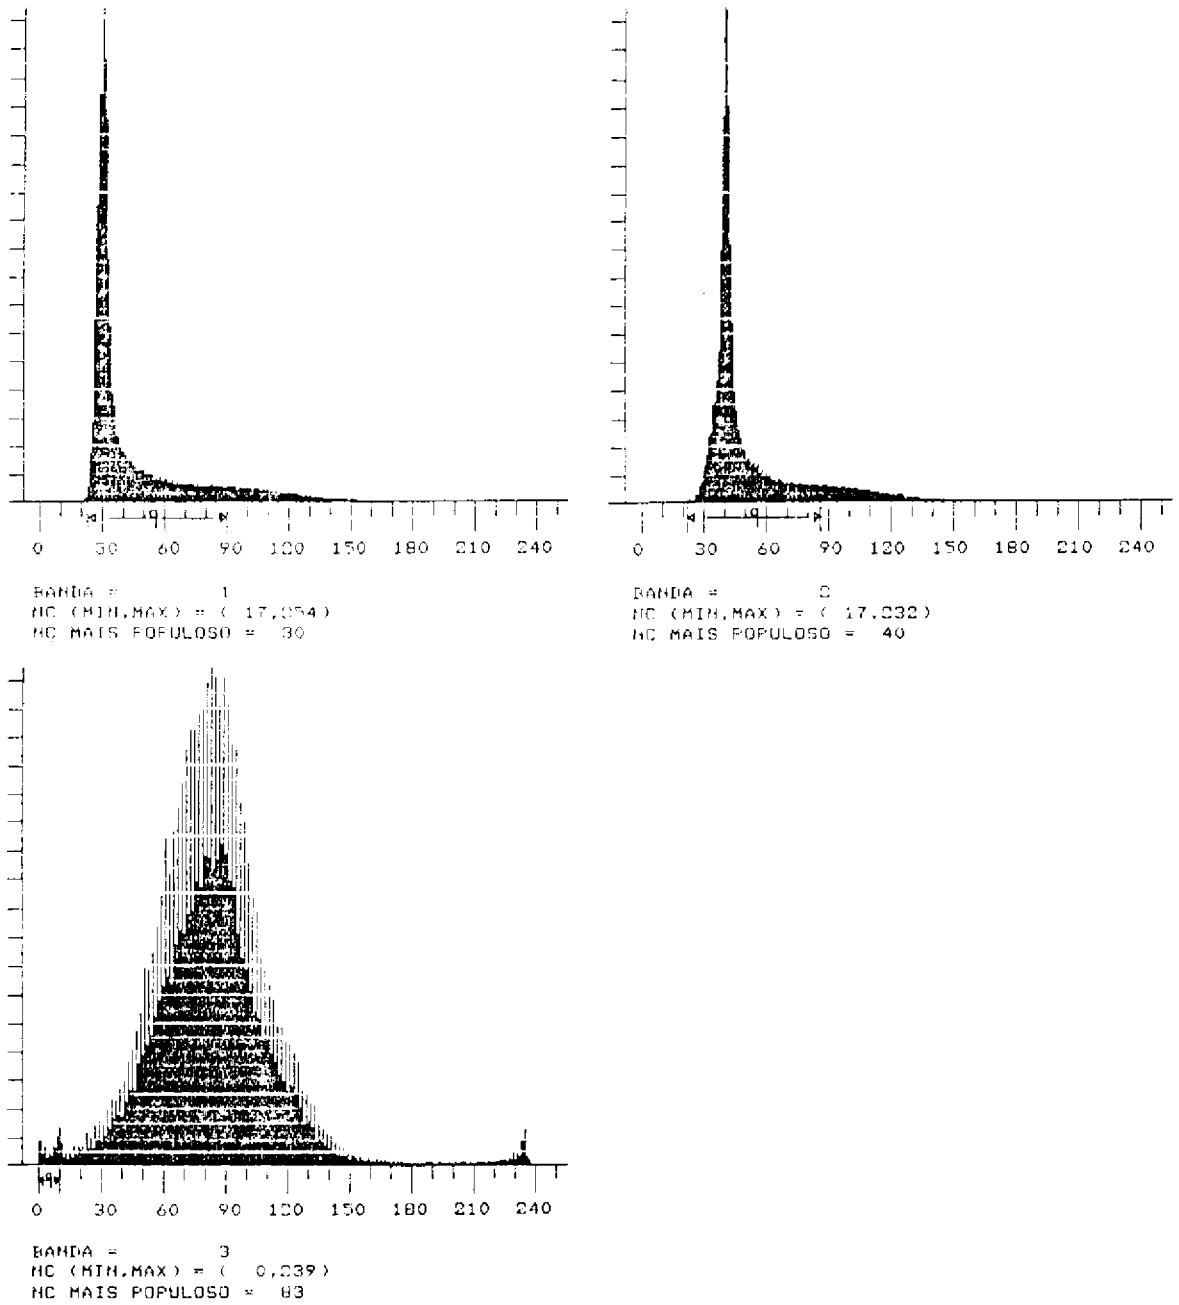 0 30 60 90 120 150 180 210 240
BANDA = 1
NC (MIN,MAX) = ( 17,254)
NC MAIS POPULOSO = 30
0 30 60 90 120 150 180 210 240
BANDA = 2
NC (MIN,MAX) = ( 17,232)
NC MAIS POPULOSO = 40
0 30 60 90 120 150 180 210 240
BANDA = 3
NC (MIN,MAX) = ( 0,239)
NC MAIS POPULOSO = 83